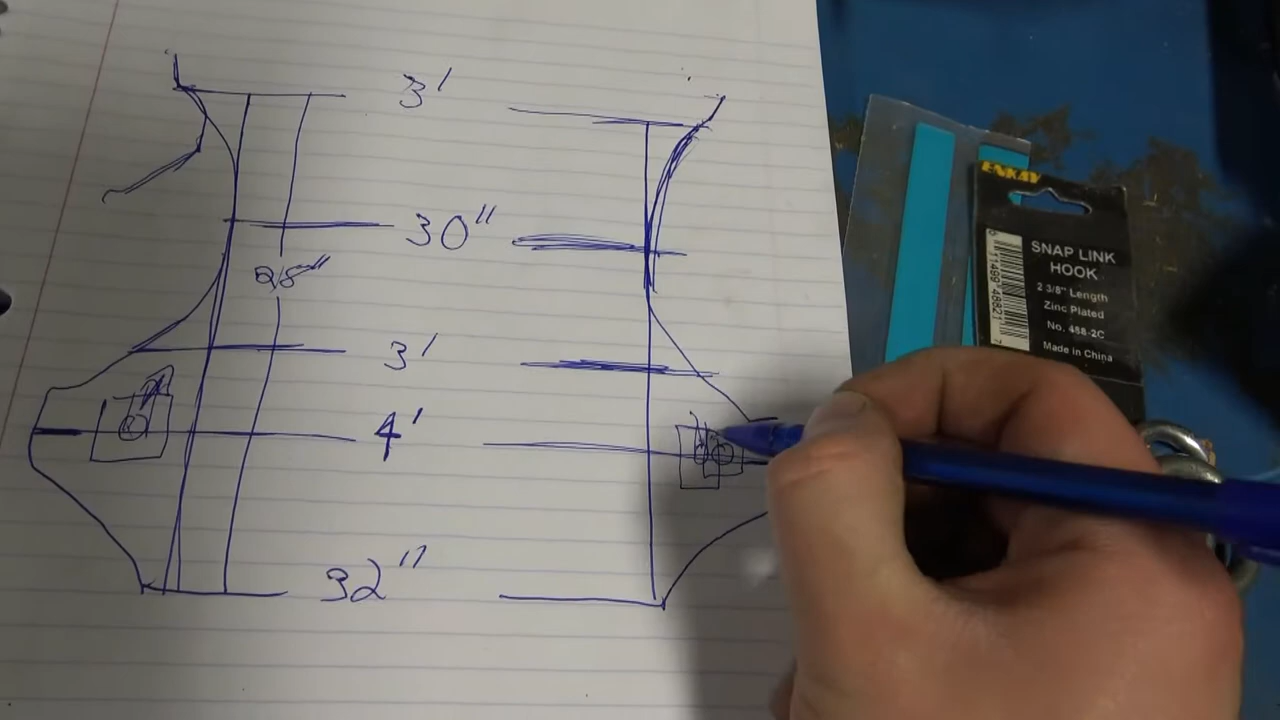 3'
30"
28"
3'
4'
32"
ENKAY
SNAP LINK
HOOK
2 3/8" Length
Zinc Plated
No. 488-2C
Made in China